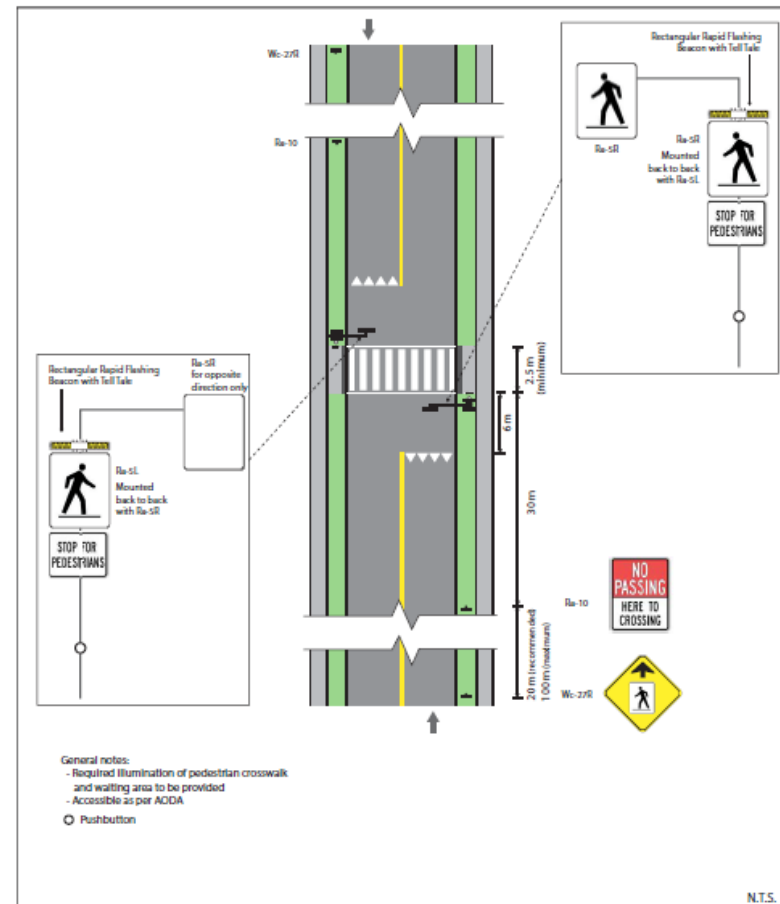 Wc-27R
Ra-10
Rectangular Rapid Flashing
Beacon with Tell Tale
Ra-5R
Ra-5R
Mounted
back to back
with Ra-5L
STOP FOR
PEDESTRIANS
Rectangular Rapid Flashing
Beacon with Tell Tale
Ra-5R
for opposite
direction only
Ra-5L
Mounted
back to back
with Ra-5R
STOP FOR
PEDESTRIANS
2.5 m
(minimum)
6 m
30 m
20 m (recommended)
100 m (maximum)
Ra-10
NO
PASSING
HERE TO
CROSSING
Wc-27R
General notes:
- Required illumination of pedestrian crosswalk
and waiting area to be provided
- Accessible as per AODA
Pushbutton
N.T.S.